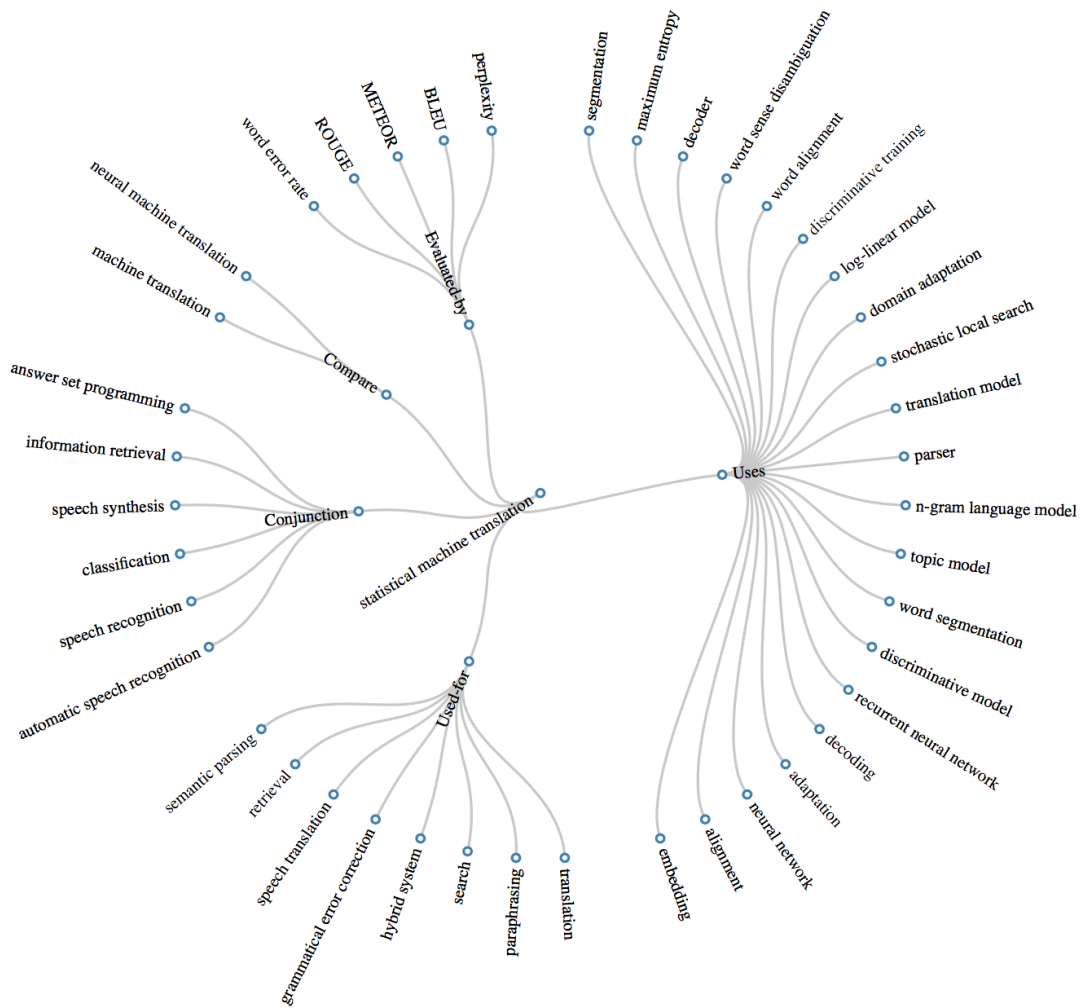 perplexity
BLEU
METEOR
ROUGE
word error rate
Evaluated-by
neural machine translation
machine translation
Compare
answer set programming
information retrieval
speech synthesis
classification
speech recognition
automatic speech recognition
Conjunction
statistical machine translation
Used-for
semantic parsing
retrieval
speech translation
grammatical error correction
hybrid system
search
paraphrasing
translation
segmentation
maximum entropy
decoder
word sense disambiguation
word alignment
discriminative training
log-linear model
domain adaptation
stochastic local search
translation model
parser
Uses
n-gram language model
topic model
word segmentation
discriminative model
recurrent neural network
decoding
adaptation
neural network
alignment
embedding